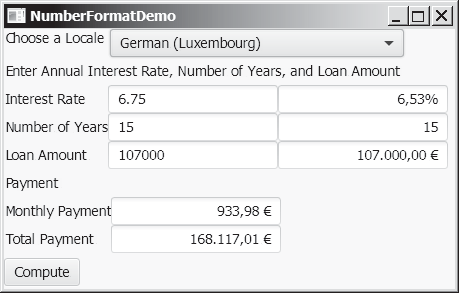 NumberFormatDemo
Choose a Locale German (Luxembourg)
Enter Annual Interest Rate, Number of Years, and Loan Amount
Interest Rate 6.75 6,53%
Number of Years 15 15
Loan Amount 107000 107.000,00 €
Payment
Monthly Payment 933,98 €
Total Payment 168.117,01 €
Compute